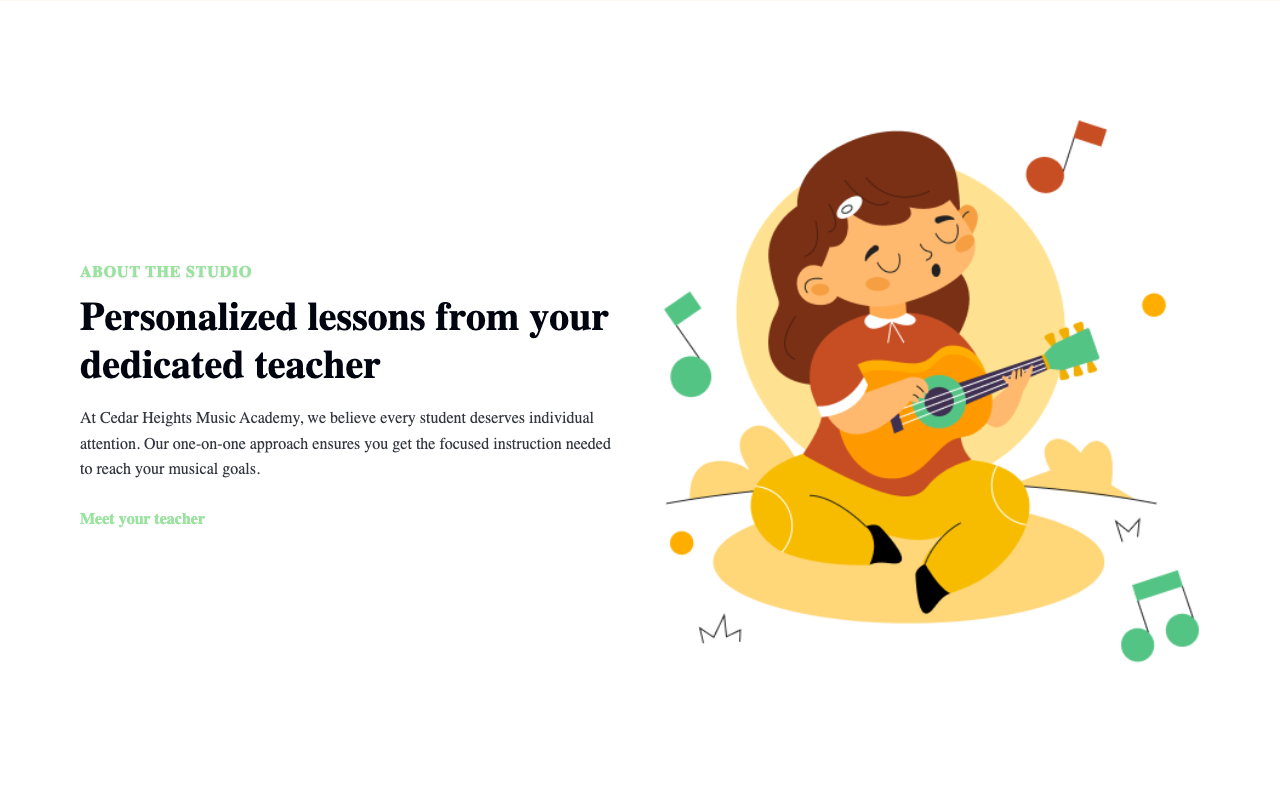 ABOUT THE STUDIO
Personalized lessons from your
dedicated teacher
At Cedar Heights Music Academy, we believe every student deserves individual
attention. Our one-on-one approach ensures you get the focused instruction needed
to reach your musical goals.
Meet your teacher